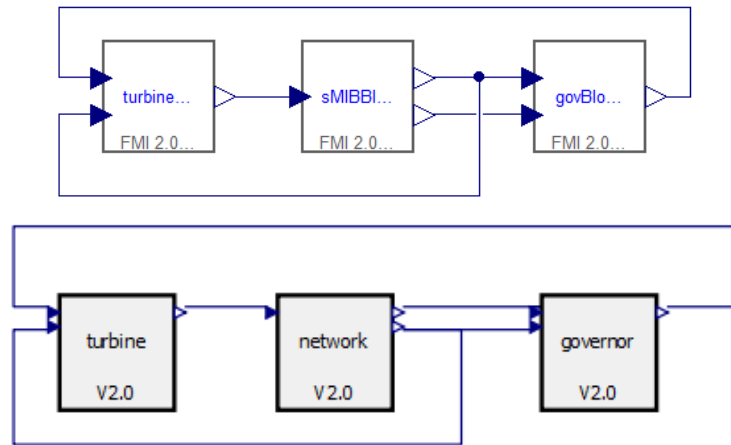 turbine... sMIBBI... govBlo...
FMI 2.0... FMI 2.0... FMI 2.0...
turbine network governor
V2.0 V2.0 V2.0